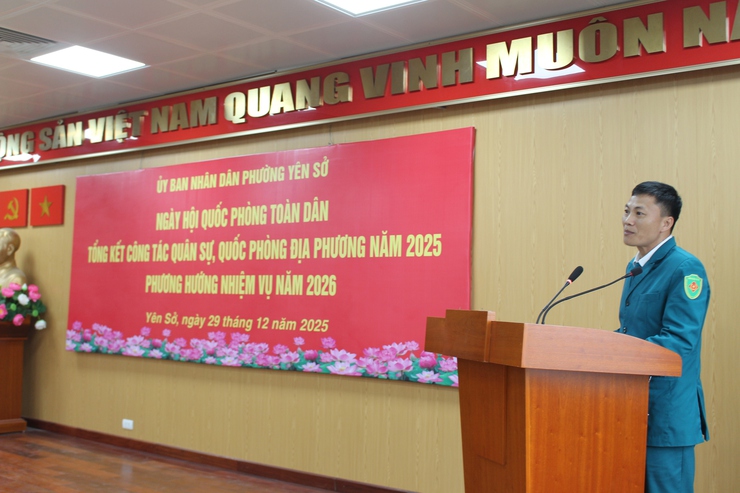 ỘNG SẢN VIỆT NAM QUANG VINH MUÔN NĂ
ỦY BAN NHÂN DÂN PHƯỜNG YÊN SỞ
NGÀY HỘI QUỐC PHÒNG TOÀN DÂN
TỔNG KẾT CÔNG TÁC QUÂN SỰ, QUỐC PHÒNG ĐỊA PHƯƠNG NĂM 2025
PHƯƠNG HƯỚNG NHIỆM VỤ NĂM 2026
Yên Sở, ngày 29 tháng 12 năm 2025